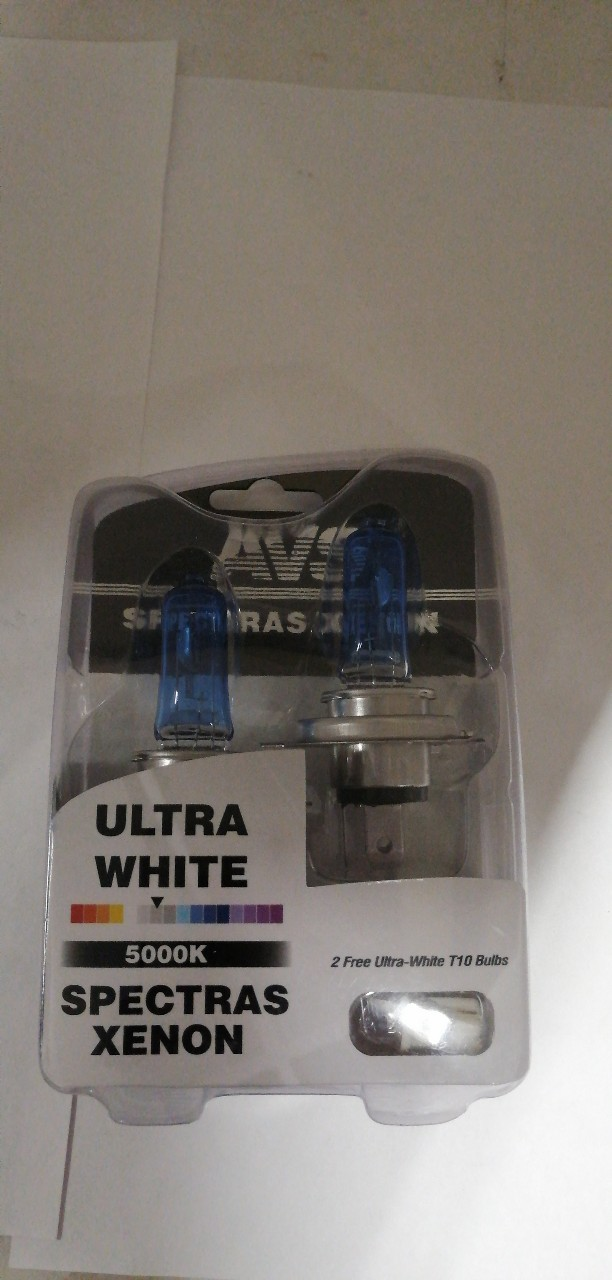 AVS
SPECTRAS XENON
ULTRA
WHITE
5000K
2 Free Ultra-White T10 Bulbs
SPECTRAS
XENON